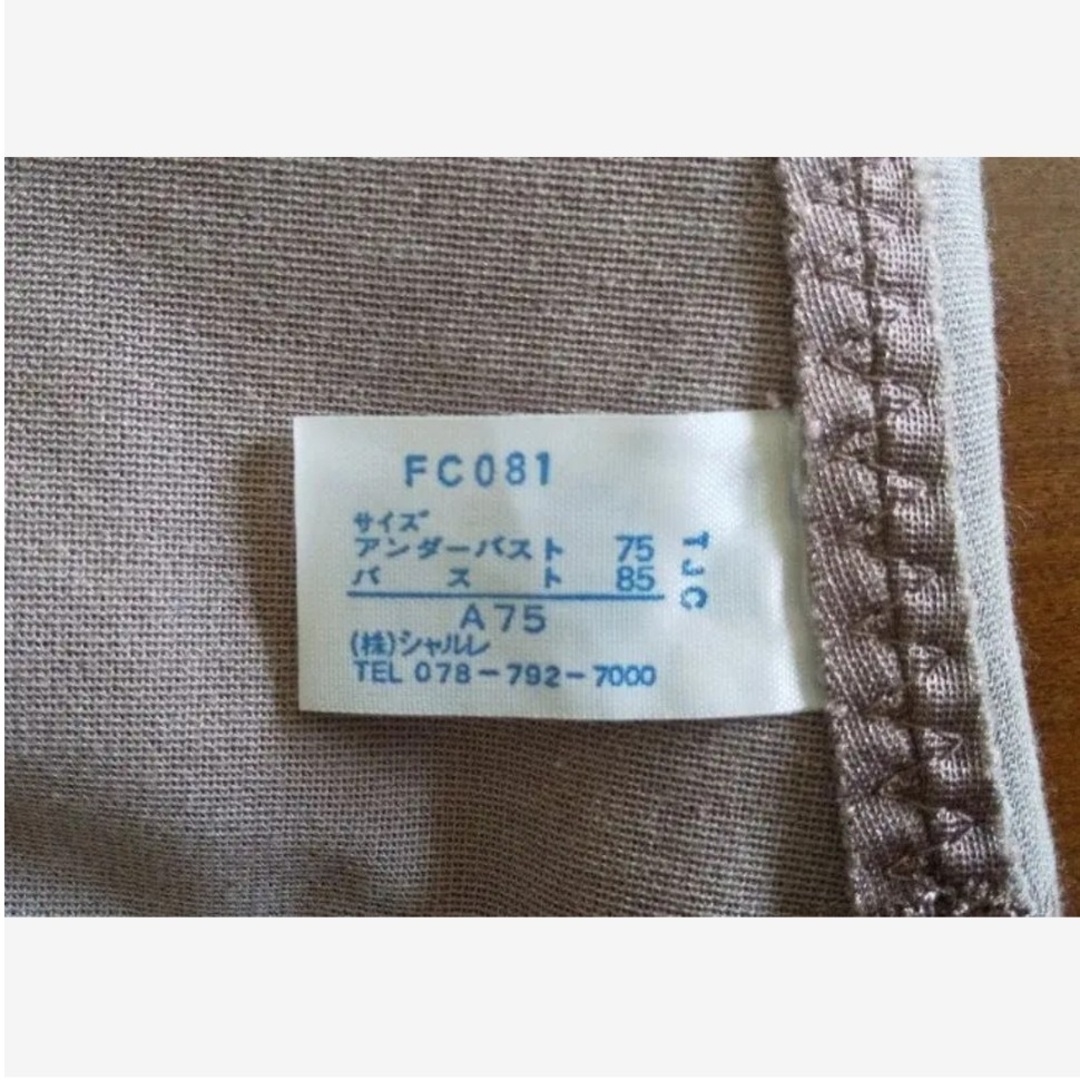 FC081
サイズ
アンダーバスト 75
バスト 85
TJC
A75
(株)シャルレ
TEL 078-792-7000